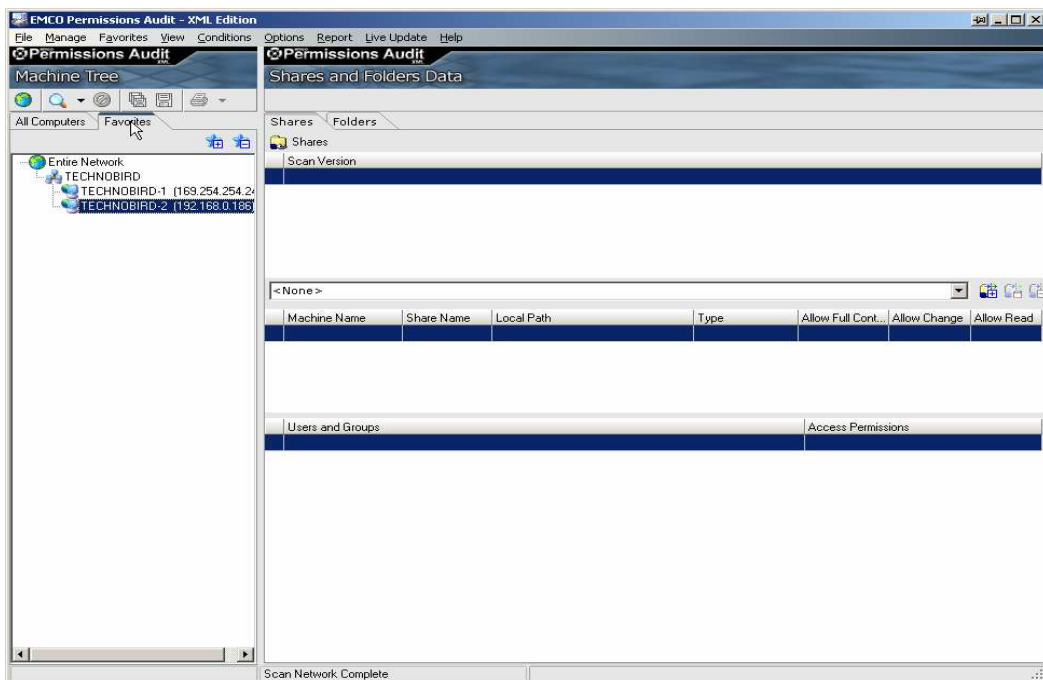 EMCO Permissions Audit - XML Edition
File Manage Favorites View Conditions Options Report Live Update Help
Permissions Audit
XML
Machine Tree
Permissions Audit
XML
Shares and Folders Data
All Computers Favorites
Shares Folders
Shares
Entire Network
TECHNOBIRD
TECHNOBIRD-1 (169.254.254.24
TECHNOBIRD-2 (192.168.0.186)
Scan Version
<None>
Machine Name Share Name Local Path Type Allow Full Cont... Allow Change Allow Read
Users and Groups Access Permissions
Scan Network Complete